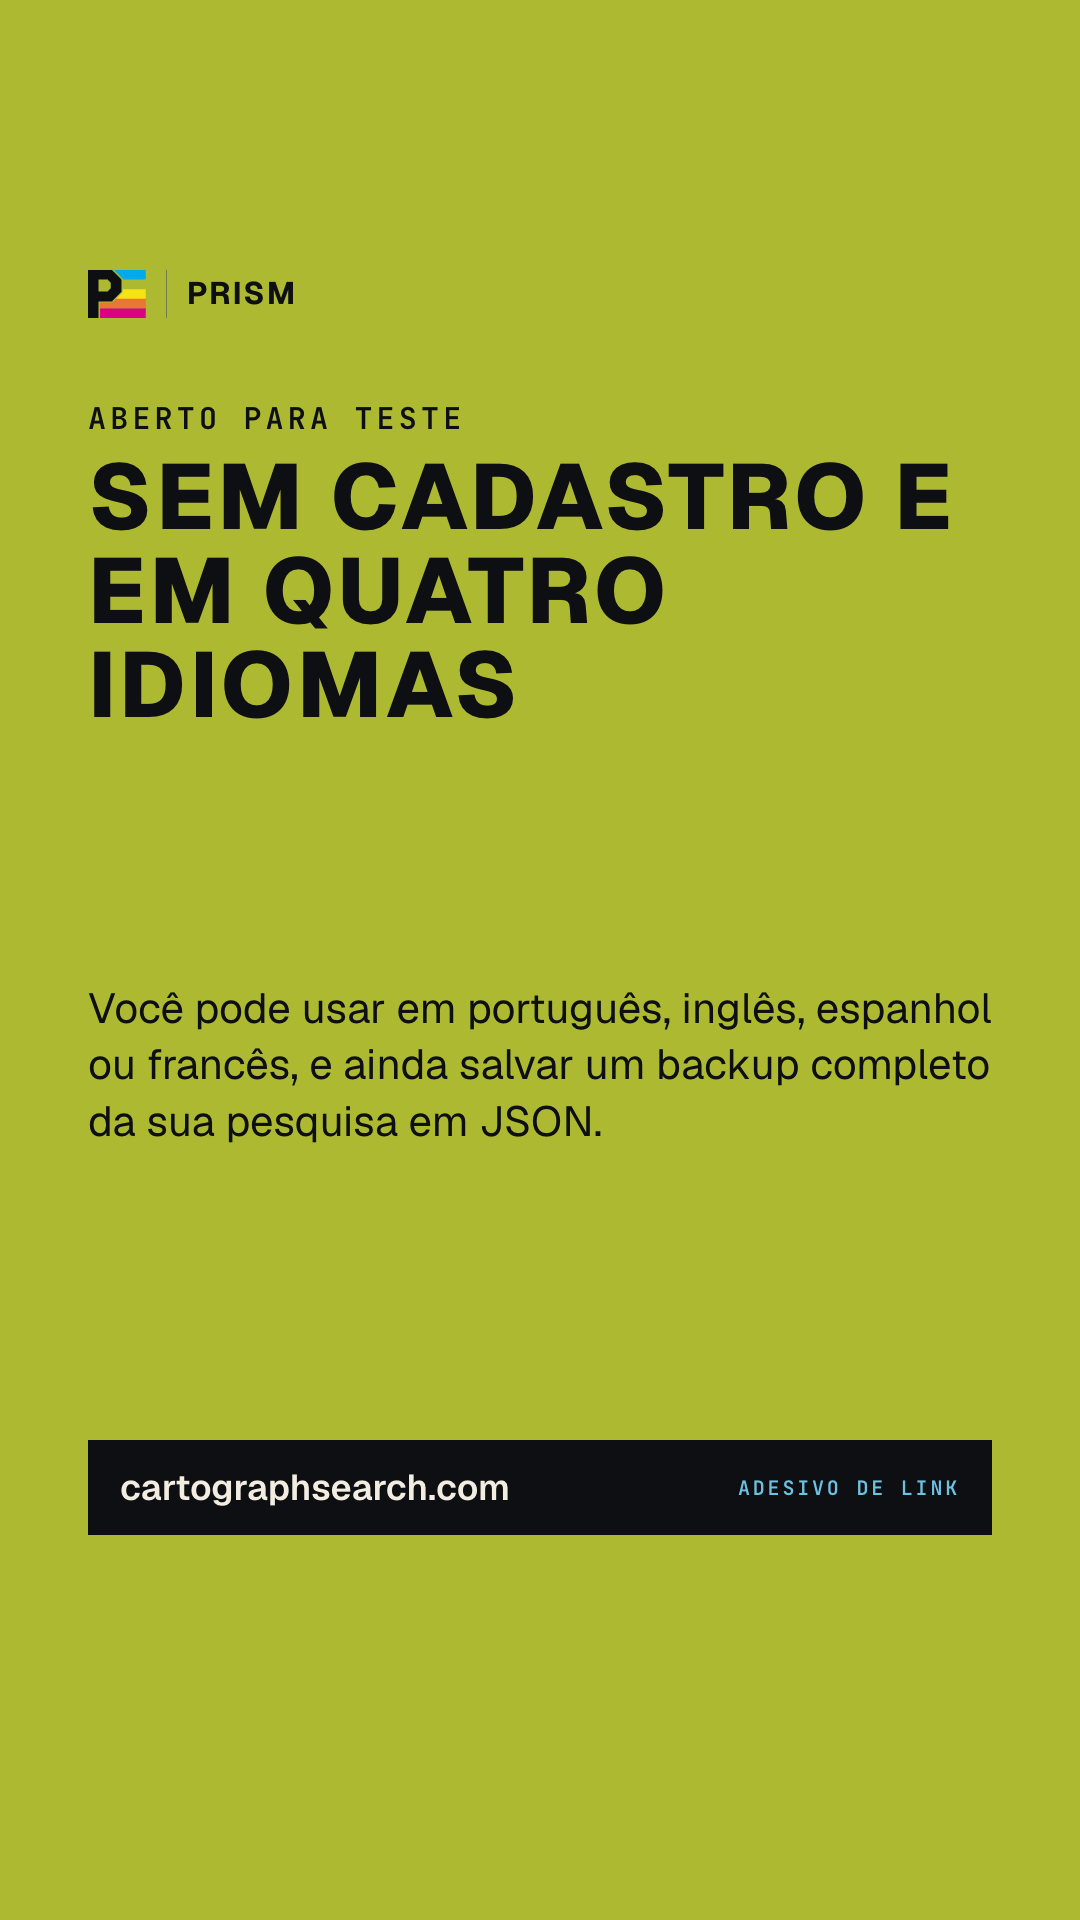 PRISM
ABERTO PARA TESTE
SEM CADASTRO E
EM QUATRO
IDIOMAS
Você pode usar em português, inglês, espanhol
ou francês, e ainda salvar um backup completo
da sua pesquisa em JSON.
cartographsearch.com
ADESIVO DE LINK